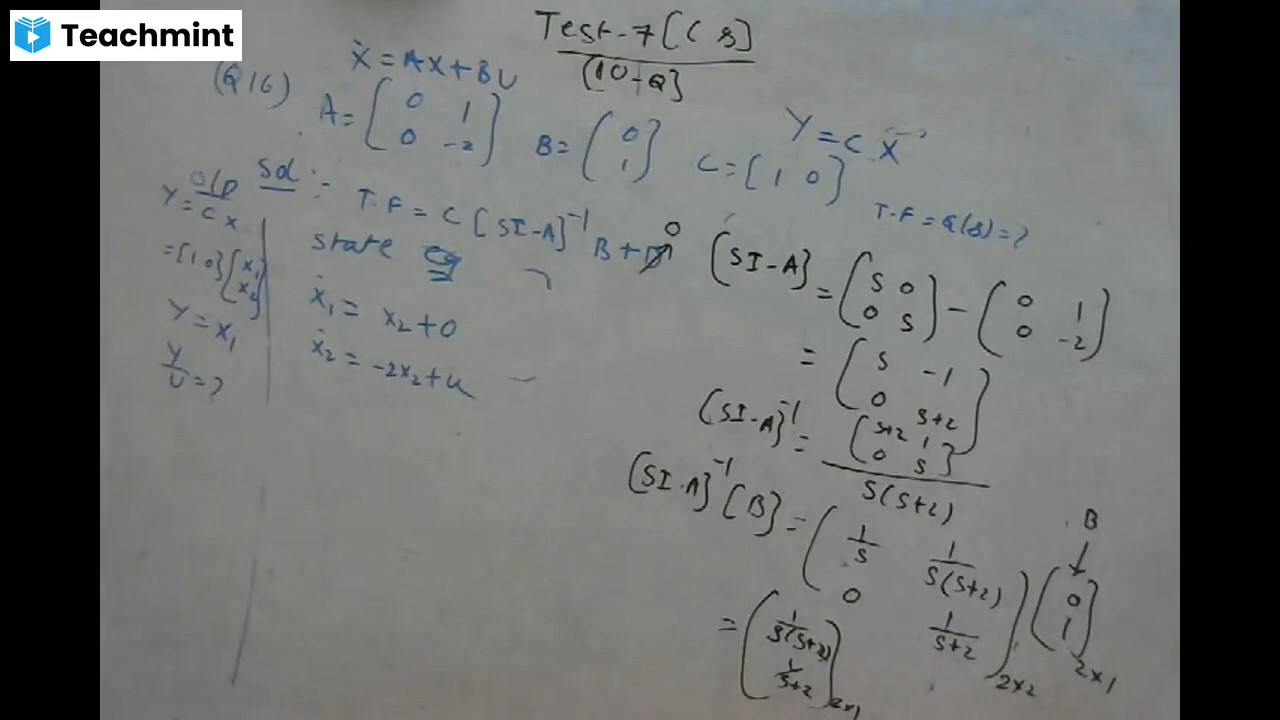 Teachmint
Test-7 [C S]
(10-Q)
(Q16)
Ẋ = AX + BU
A = [0 1
0 -2]
B = [0
1]
C = [1 0]
Y = C X
T.F = G(s) = ?
Sol :-
T.F = C [SI-A]^-1 B + D 0
state eq
ẋ1 = x2 + 0
ẋ2 = -2x2 + u
O/P
Y = C x
= [1 0] [x1
x2]
Y = x1
Y/U = ?
[SI-A] = [S 0
0 S] - [0 1
0 -2]
= [S -1
0 S+2]
[SI-A]^-1 = [S+2 1
0 S]
S(S+2)
[SI-A]^-1 [B] = [1/S 1/S(S+2)
0 1/S+2] 2x2 [0
1] 2x1
B
= [1/S(S+2)
1/S+2] 2x1